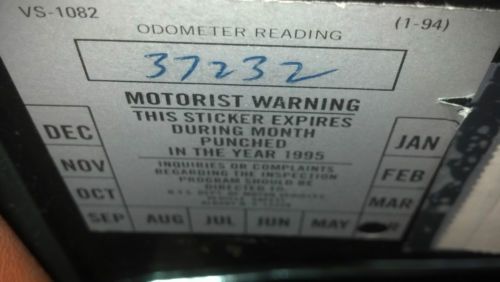 VS-1082 (1-94)
ODOMETER READING
37232
MOTORIST WARNING
THIS STICKER EXPIRES
DURING MONTH
PUNCHED
IN THE YEAR 1995
INQUIRIES OR COMPLAINTS
REGARDING THE INSPECTION
PROGRAM SHOULD BE
DIRECTED TO
DEC
NOV
OCT
SEP AUG JUL JUN MAY
JAN
FEB
MAR